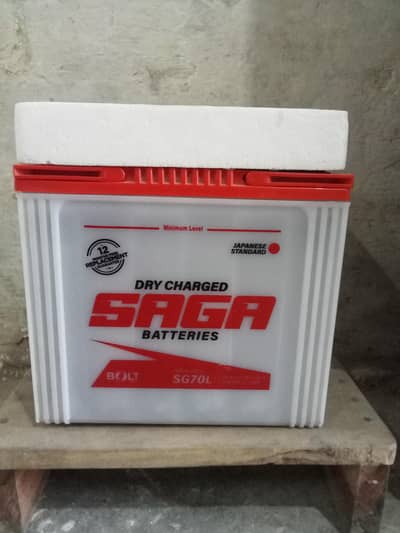 Minimum Level
12
REPLACEMENT
JAPANESE
STANDARD
DRY CHARGED
SAGA
BATTERIES
BOLT
SG70L